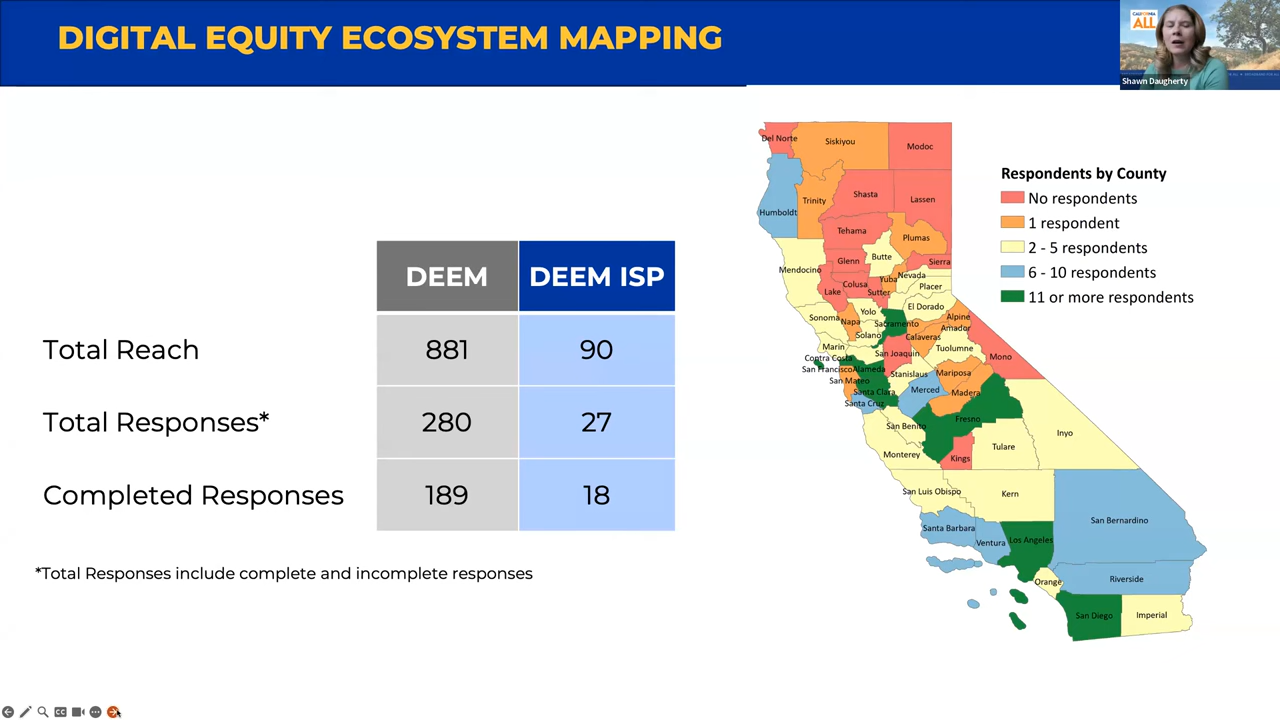 DIGITAL EQUITY ECOSYSTEM MAPPING
CALIFORNIA
ALL
Shawn Daugherty
DEEM
DEEM ISP
Total Reach
881
90
Total Responses*
280
27
Completed Responses
189
18
*Total Responses include complete and incomplete responses
Respondents by County
No respondents
1 respondent
2 - 5 respondents
6 - 10 respondents
11 or more respondents
Del Norte
Siskiyou
Modoc
Humboldt
Trinity
Shasta
Lassen
Tehama
Plumas
Mendocino
Glenn
Butte
Sierra
Lake
Colusa
Sutter
Yuba
Nevada
Placer
Sonoma
Napa
Yolo
El Dorado
Solano
Sacramento
Alpine
Amador
Calaveras
Marin
Contra Costa
San Joaquin
Tuolumne
Mono
San Francisco
Alameda
San Mateo
Stanislaus
Mariposa
Santa Clara
Merced
Madera
Santa Cruz
San Benito
Fresno
Inyo
Monterey
Kings
Tulare
San Luis Obispo
Kern
Santa Barbara
Ventura
Los Angeles
San Bernardino
Orange
Riverside
San Diego
Imperial
CC